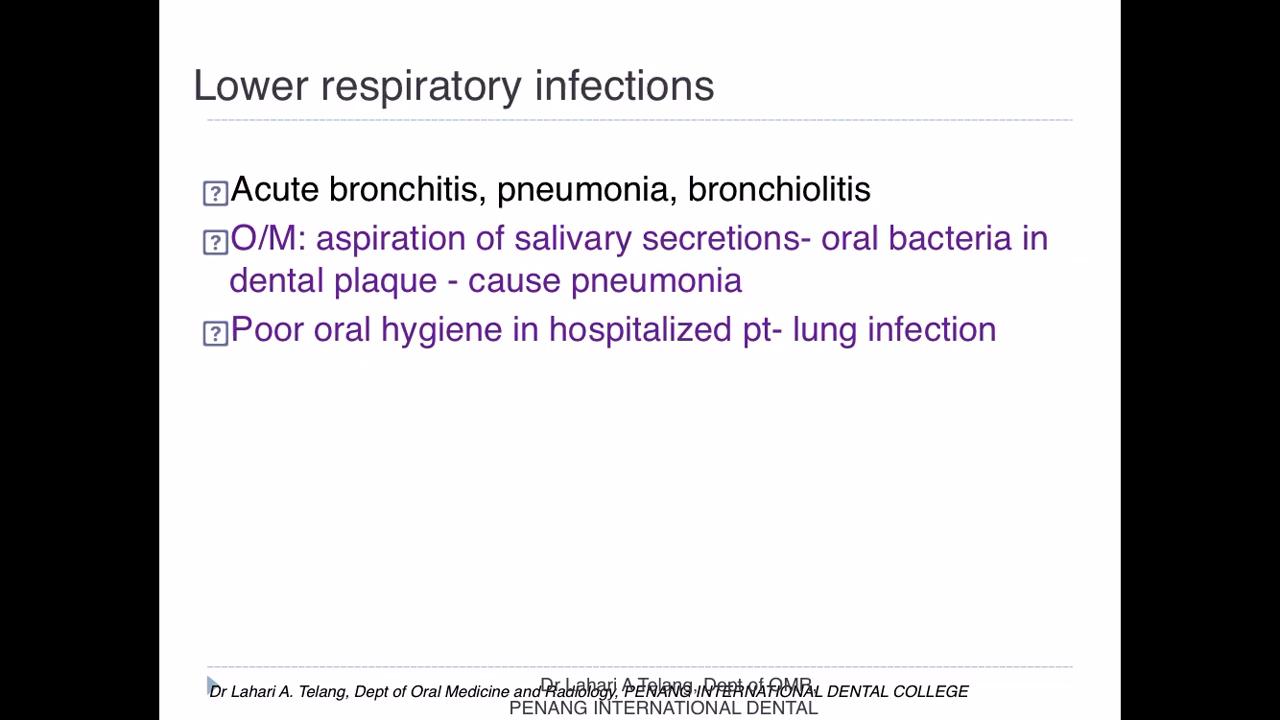 Lower respiratory infections
Acute bronchitis, pneumonia, bronchiolitis
O/M: aspiration of salivary secretions- oral bacteria in
dental plaque - cause pneumonia
Poor oral hygiene in hospitalized pt- lung infection
Dr Lahari A Telang, Dept of OMR,
Dr Lahari A. Telang, Dept of Oral Medicine and Radiology, PENANG INTERNATIONAL DENTAL COLLEGE
PENANG INTERNATIONAL DENTAL